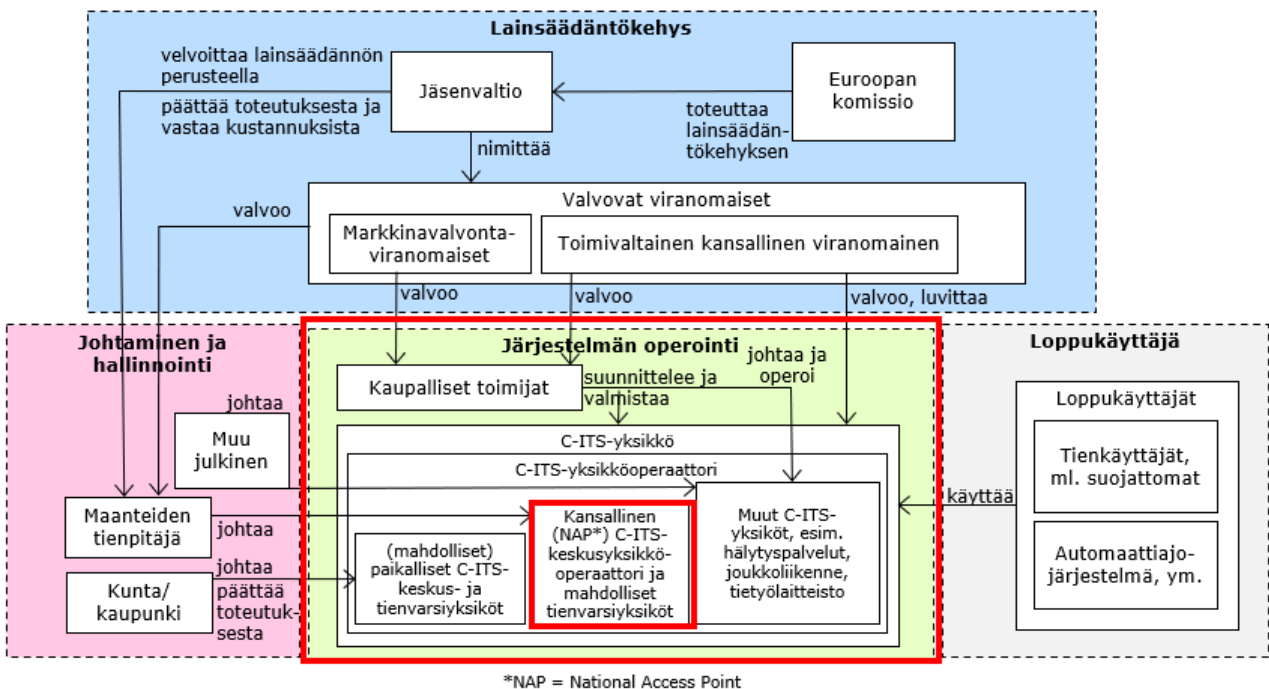 Lainsäädäntökehys
velvoittaa lainsäädännön
perusteella
päättää toteutuksesta ja
vastaa kustannuksista
Jäsenvaltio
Euroopan
komissio
toteuttaa
lainsäädän-
tökehyksen
nimittää
Valvovat viranomaiset
valvoo
Markkinavalvonta-
viranomaiset
Toimivaltainen kansallinen viranomainen
valvoo
valvoo
valvoo, luvittaa
Johtaminen ja
hallinnointi
johtaa
Muu
julkinen
Maanteiden
tienpitäjä
johtaa
Kunta/
kaupunki
johtaa
päättää
toteutuk-
sesta
Järjestelmän operointi
Kaupalliset toimijat
suunnittelee ja
valmistaa
johtaa ja
operoi
C-ITS-yksikkö
C-ITS-yksikköoperaattori
(mahdolliset)
paikalliset C-ITS-
keskus- ja
tienvarsiyksiköt
Kansallinen
(NAP*) C-ITS-
keskusyksikkö-
operaattori ja
mahdolliset
tienvarsiyksiköt
Muut C-ITS-
yksiköt, esim.
hälytyspalvelut,
joukkoliikenne,
tietyölaitteisto
Loppukäyttäjä
käyttää
Loppukäyttäjät
Tienkäyttäjät,
ml. suojattomat
Automaattiajo-
järjestelmä, ym.
*NAP = National Access Point